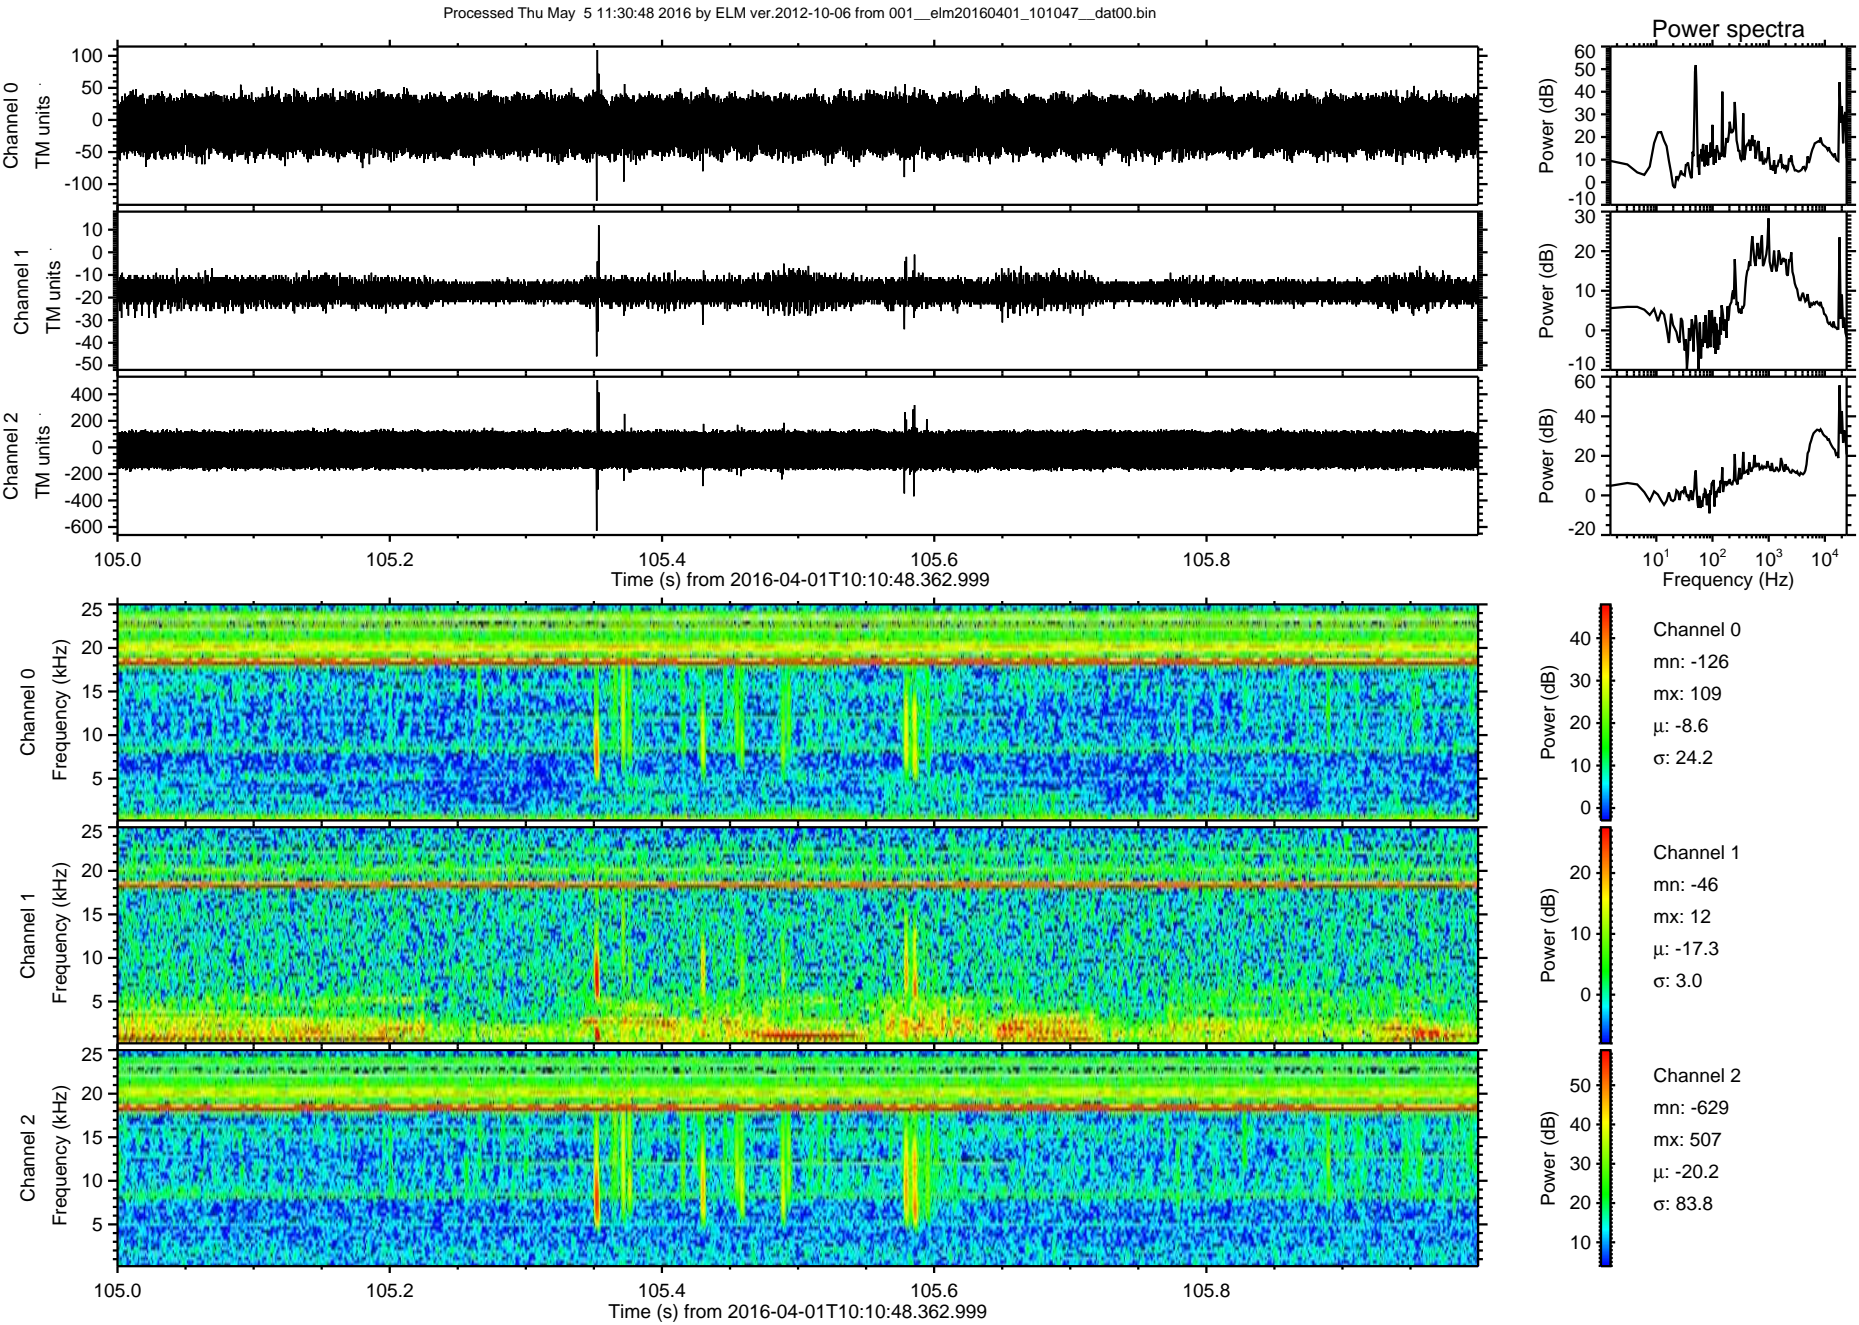 Processed Thu May  5 11:30:48 2016 by ELM ver.2012-10-06 from 001__elm20160401_101047__dat00.bin
Power spectra
Channel 0
TM units
100
50
0
-50
-100
Power (dB)
60
50
40
30
20
10
0
-10
Channel 1
TM units
10
0
-10
-20
-30
-40
-50
Power (dB)
30
20
10
0
-10
Channel 2
TM units
400
200
0
-200
-400
-600
Power (dB)
60
40
20
0
-20
105.0 105.2 105.4 105.6 105.8
Time (s) from 2016-04-01T10:10:48.362.999
10¹ 10² 10³ 10⁴
Frequency (Hz)
Channel 0
Frequency (kHz)
25
20
15
10
5
Power (dB)
40
30
20
10
0
Channel 0
mn: -126
mx: 109
μ: -8.6
σ: 24.2
Channel 1
Frequency (kHz)
25
20
15
10
5
Power (dB)
20
10
0
Channel 1
mn: -46
mx: 12
μ: -17.3
σ: 3.0
Channel 2
Frequency (kHz)
25
20
15
10
5
Power (dB)
50
40
30
20
10
Channel 2
mn: -629
mx: 507
μ: -20.2
σ: 83.8
105.0 105.2 105.4 105.6 105.8
Time (s) from 2016-04-01T10:10:48.362.999